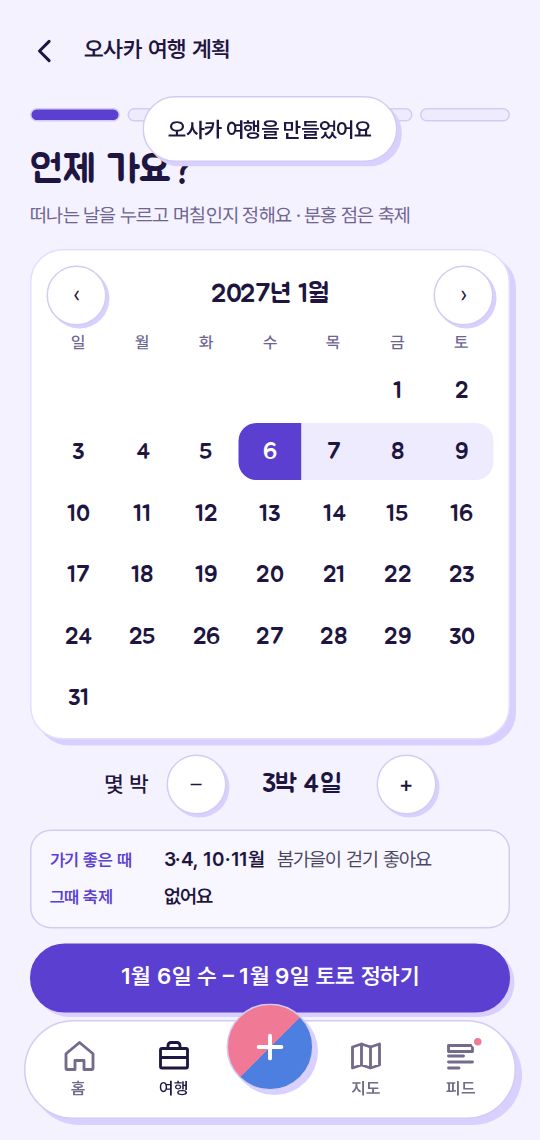 오사카 여행 계획
오사카 여행을 만들었어요
언제 가요?
떠나는 날을 누르고 며칠인지 정해요 · 분홍 점은 축제
‹ 2027년 1월 ›
일 월 화 수 목 금 토
1 2
3 4 5 6 7 8 9
10 11 12 13 14 15 16
17 18 19 20 21 22 23
24 25 26 27 28 29 30
31
몇 박 − 3박 4일 +
가기 좋은 때 3·4, 10·11월 봄가을이 걷기 좋아요
그때 축제 없어요
1월 6일 수 – 1월 9일 토로 정하기
홈 여행 + 지도 피드